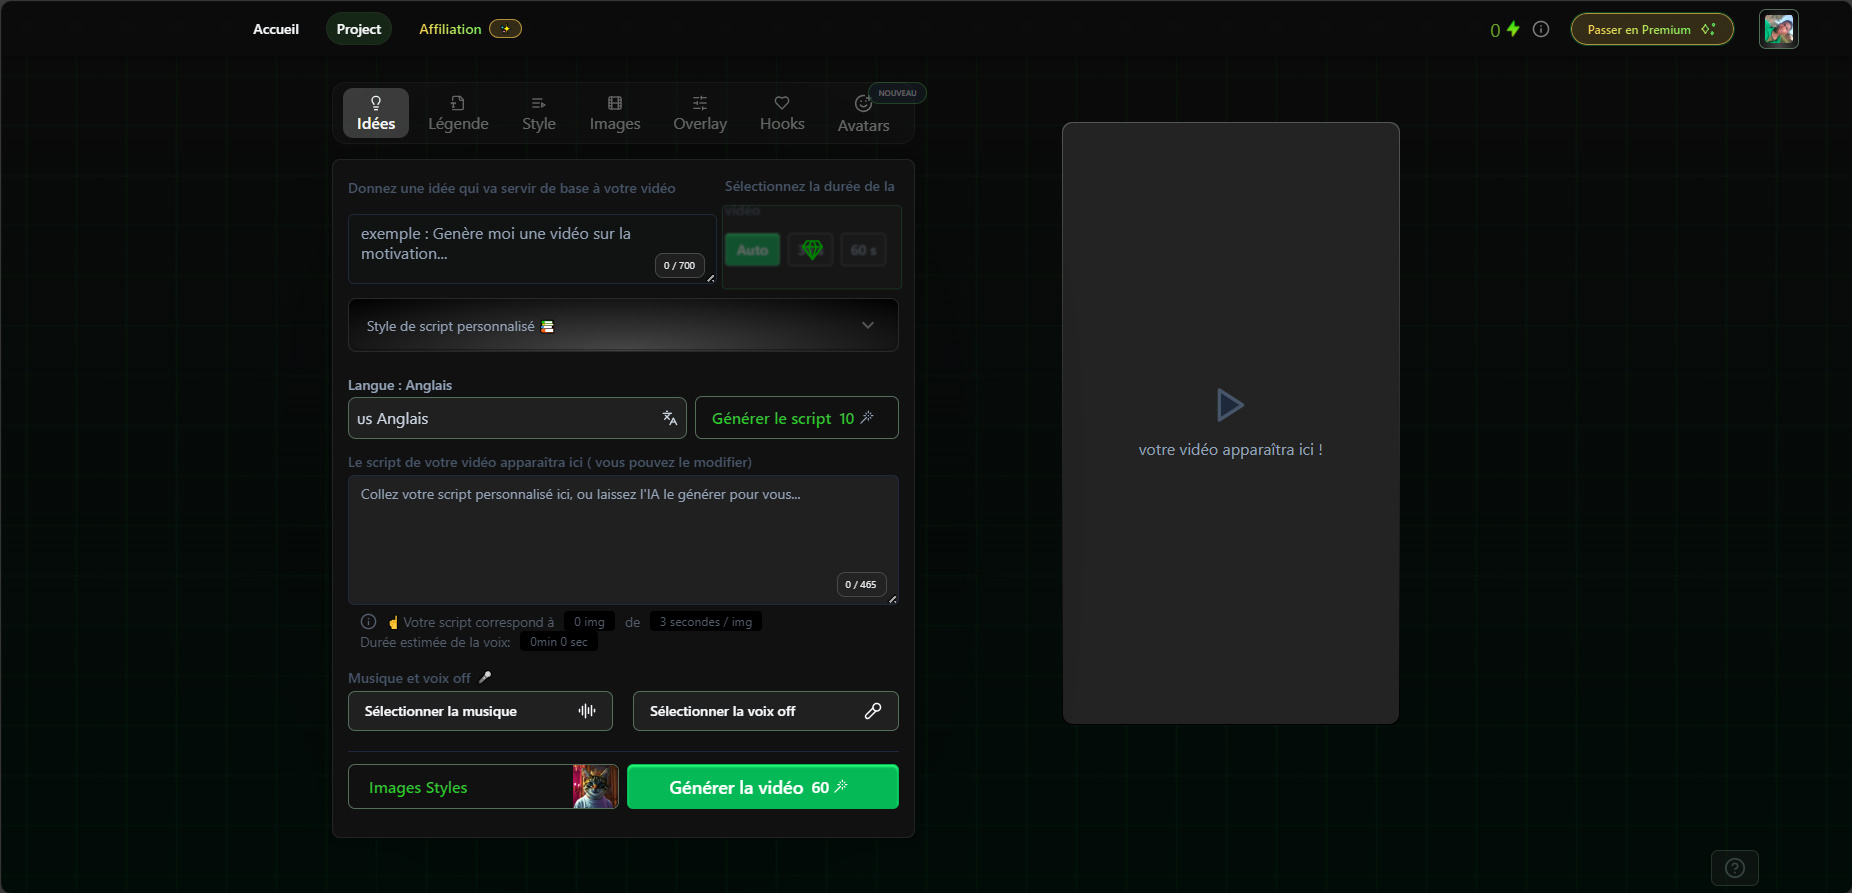 Accueil
Project
Affiliation
0
Passer en Premium
Idées
Légende
Style
Images
Overlay
Hooks
Avatars
NOUVEAU
Donnez une idée qui va servir de base à votre vidéo
Sélectionnez la durée de la
vidéo
exemple : Genère moi une vidéo sur la
motivation...
0 / 700
Auto
60 s
Style de script personnalisé
Langue : Anglais
us Anglais
Générer le script 10
Le script de votre vidéo apparaîtra ici ( vous pouvez le modifier)
Collez votre script personnalisé ici, ou laissez l'IA le générer pour vous...
0 / 465
Votre script correspond à 0 img de 3 secondes / img
Durée estimée de la voix: 0min 0 sec
Musique et voix off
Sélectionner la musique
Sélectionner la voix off
Images Styles
Générer la vidéo 60
votre vidéo apparaîtra ici !